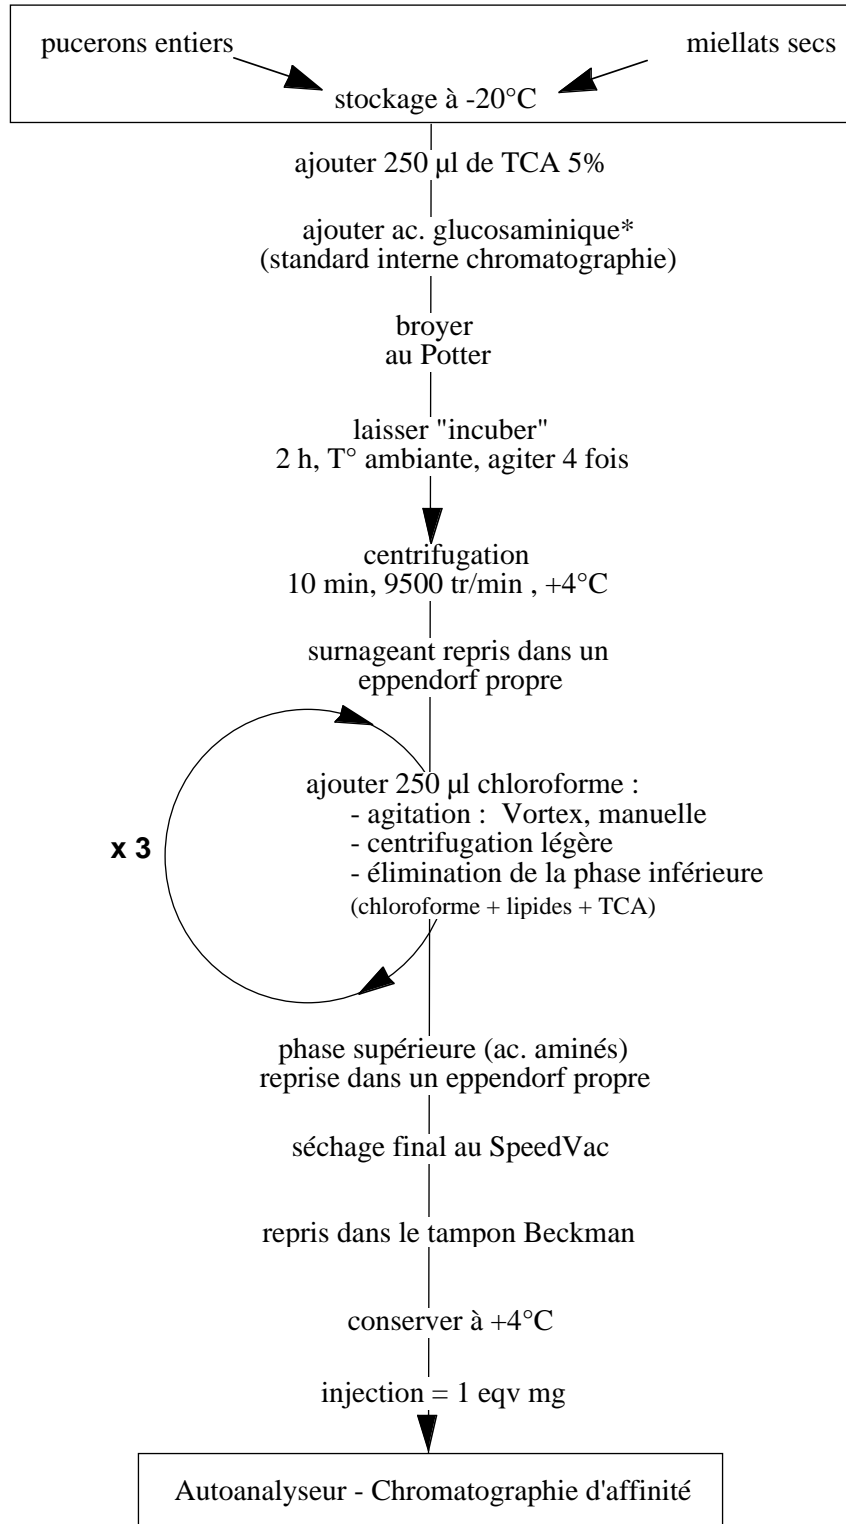 pucerons entiers
miellats secs
stockage à -20°C
ajouter 250 µl de TCA 5%
ajouter ac. glucosaminique*
(standard interne chromatographie)
broyer
au Potter
laisser "incuber"
2 h, T° ambiante, agiter 4 fois
centrifugation
10 min, 9500 tr/min , +4°C
surnageant repris dans un
eppendorf propre
ajouter 250 µl chloroforme :
- agitation : Vortex, manuelle
x 3
- centrifugation légère
- élimination de la phase inférieure
(chloroforme + lipides + TCA)
phase supérieure (ac. aminés)
reprise dans un eppendorf propre
séchage final au SpeedVac
repris dans le tampon Beckman
conserver à +4°C
injection = 1 eqv mg
Autoanalyseur - Chromatographie d'affinité